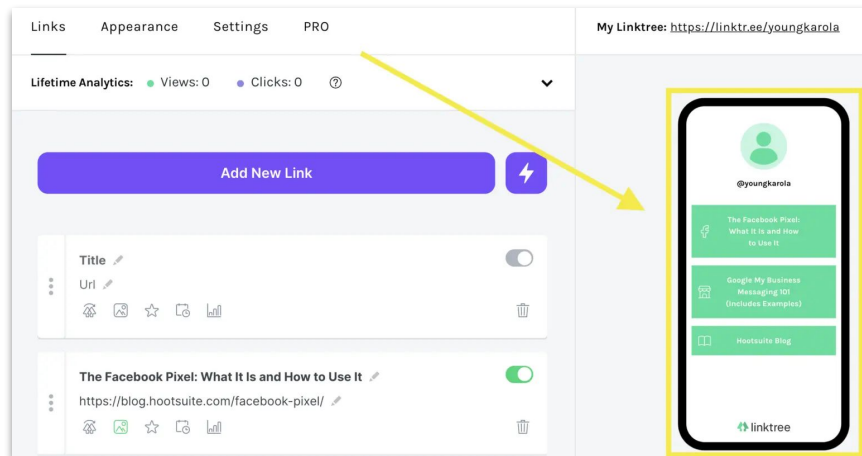 Links Appearance Settings PRO
My Linktree: https://linktr.ee/youngkarola
Lifetime Analytics: Views: 0 Clicks: 0 ?
Add New Link
Title
Url
The Facebook Pixel: What It Is and How to Use It
https://blog.hootsuite.com/facebook-pixel/
@youngkarola
The Facebook Pixel:
What It Is and How
to Use It
Google My Business
Messaging 101
(Includes Examples)
Hootsuite Blog
linktree